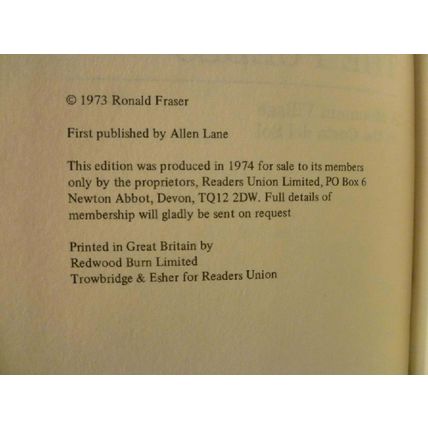 © 1973 Ronald Fraser
First published by Allen Lane
This edition was produced in 1974 for sale to its members
only by the proprietors, Readers Union Limited, PO Box 6
Newton Abbot, Devon, TQ12 2DW. Full details of
membership will gladly be sent on request
Printed in Great Britain by
Redwood Burn Limited
Trowbridge & Esher for Readers Union